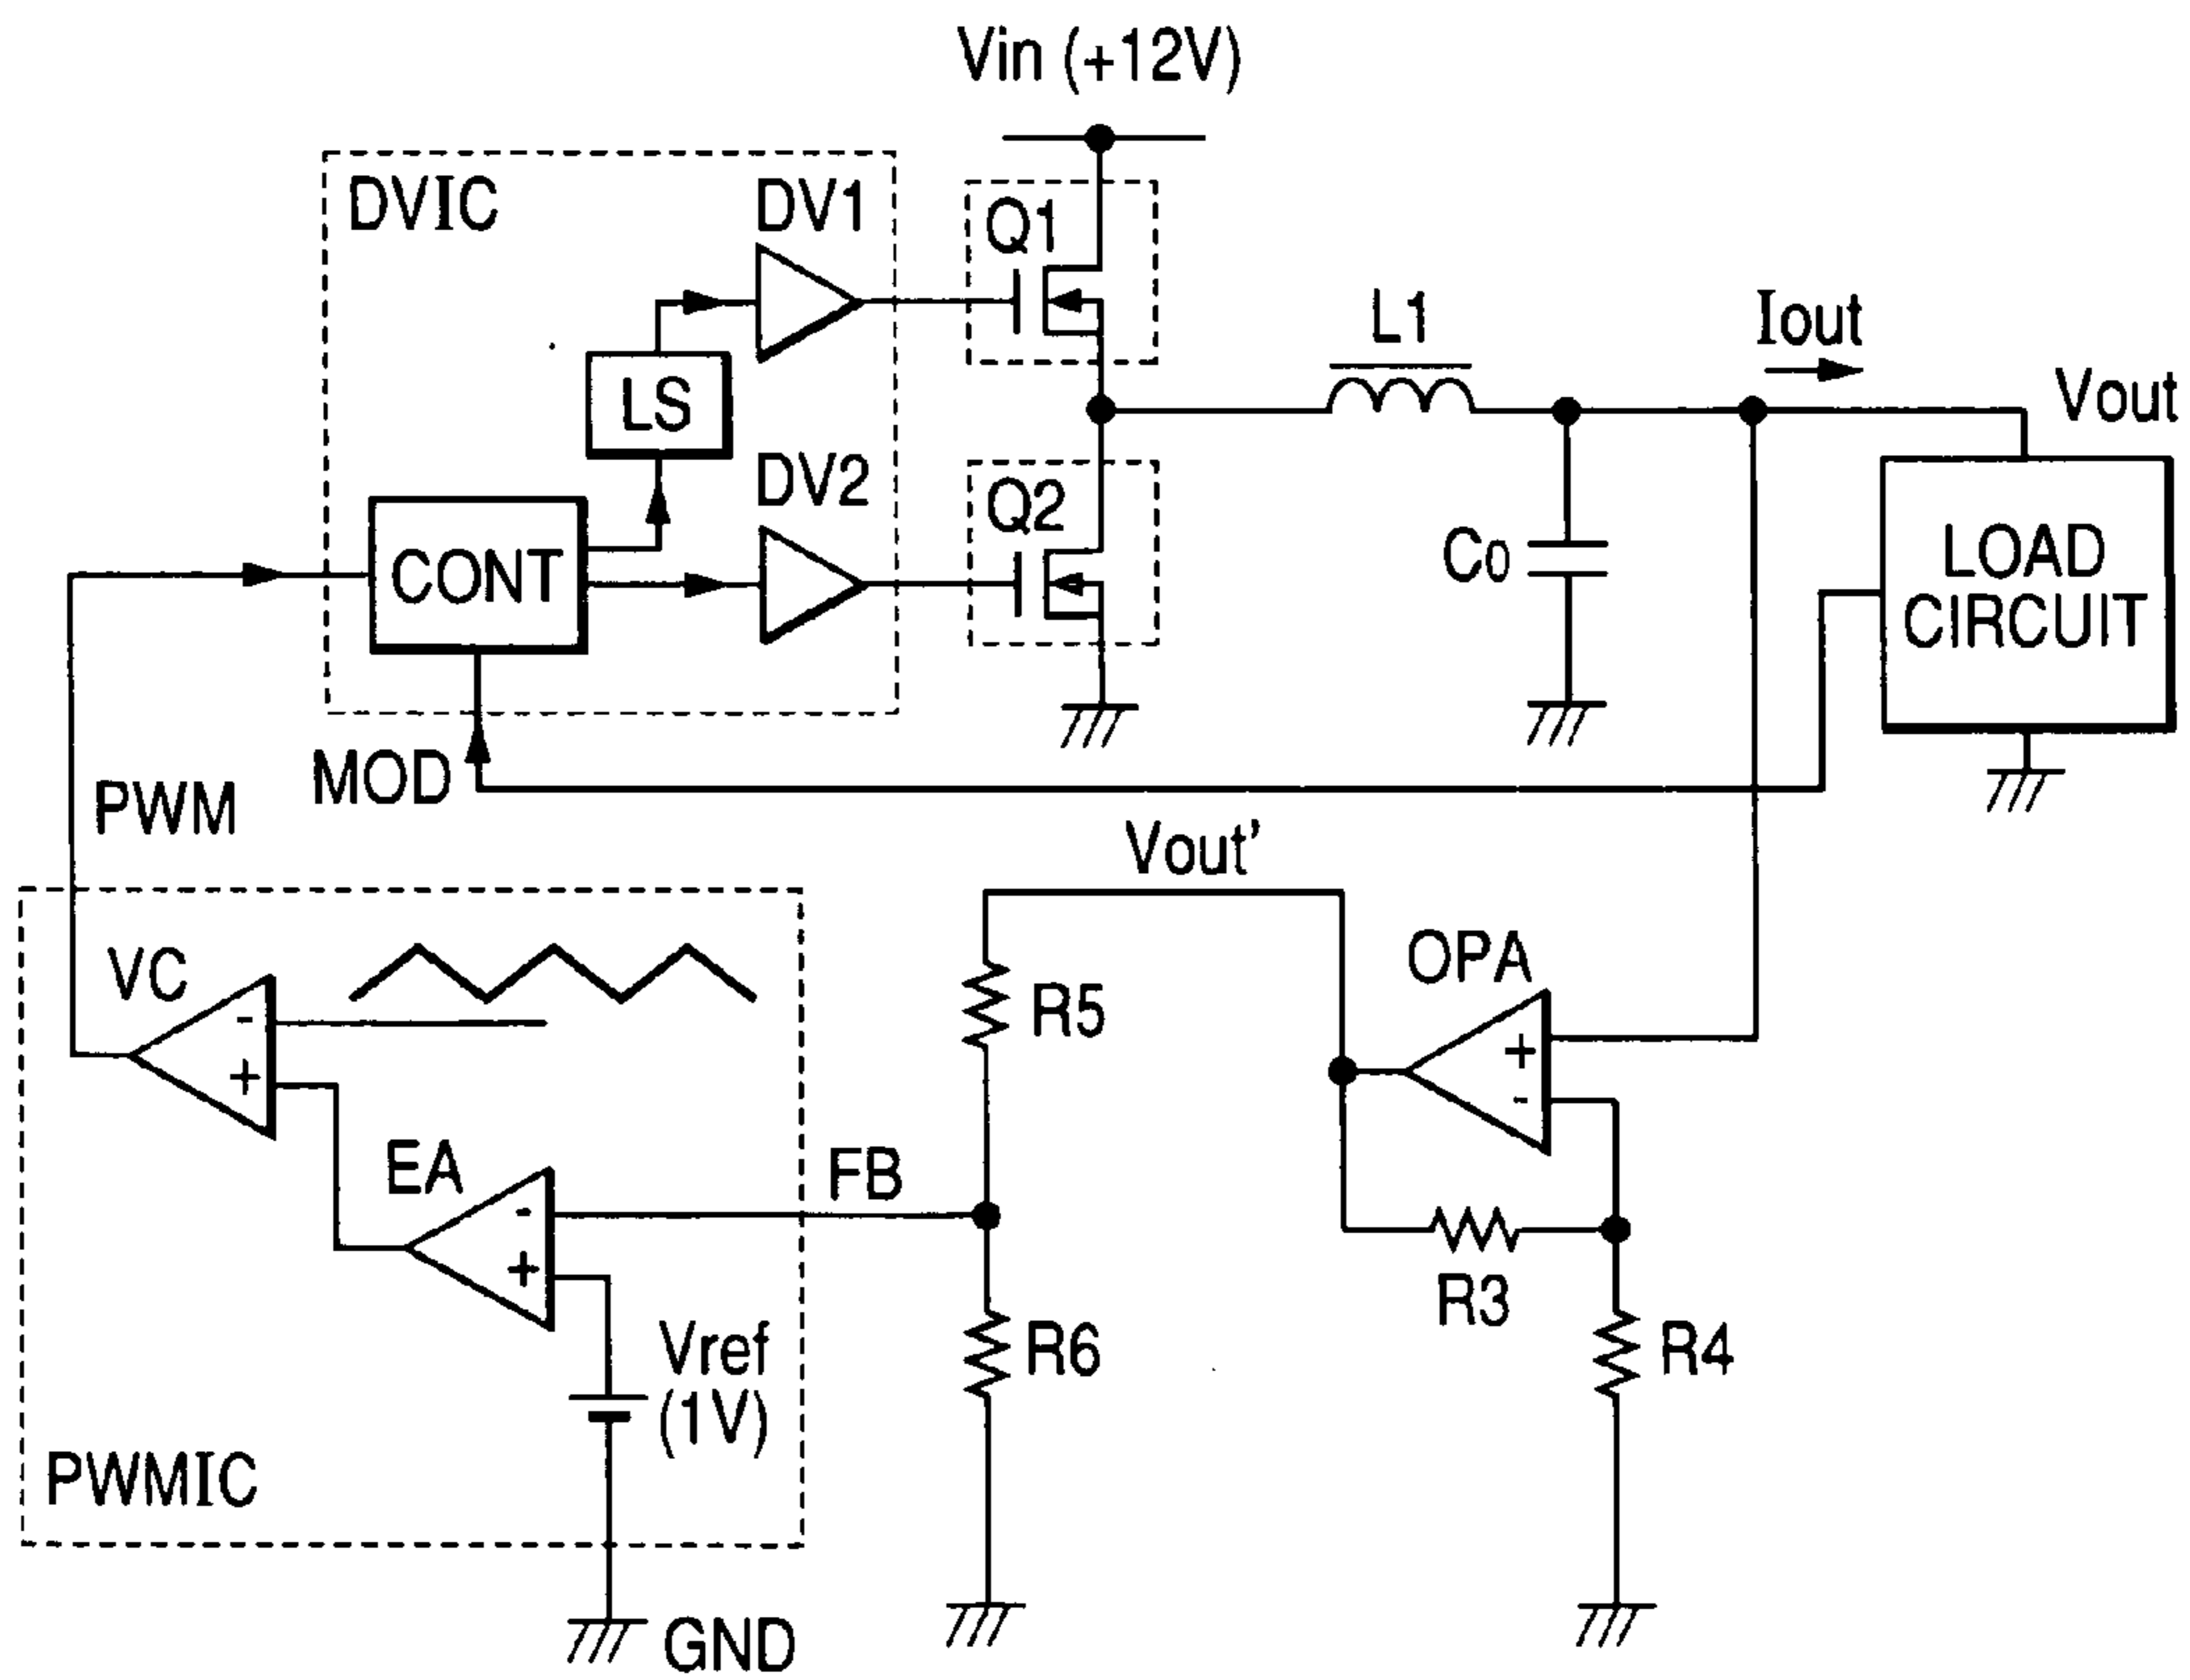 Vin (+12V)
DVIC
DV1
Q1
L1
Iout
Vout
LS
DV2
Q2
CONT
C0
LOAD
CIRCUIT
MOD
PWM
Vout'
VC
-
+
R5
OPA
+
-
EA
-
+
FB
R3
R6
R4
Vref
(1V)
PWMIC
GND